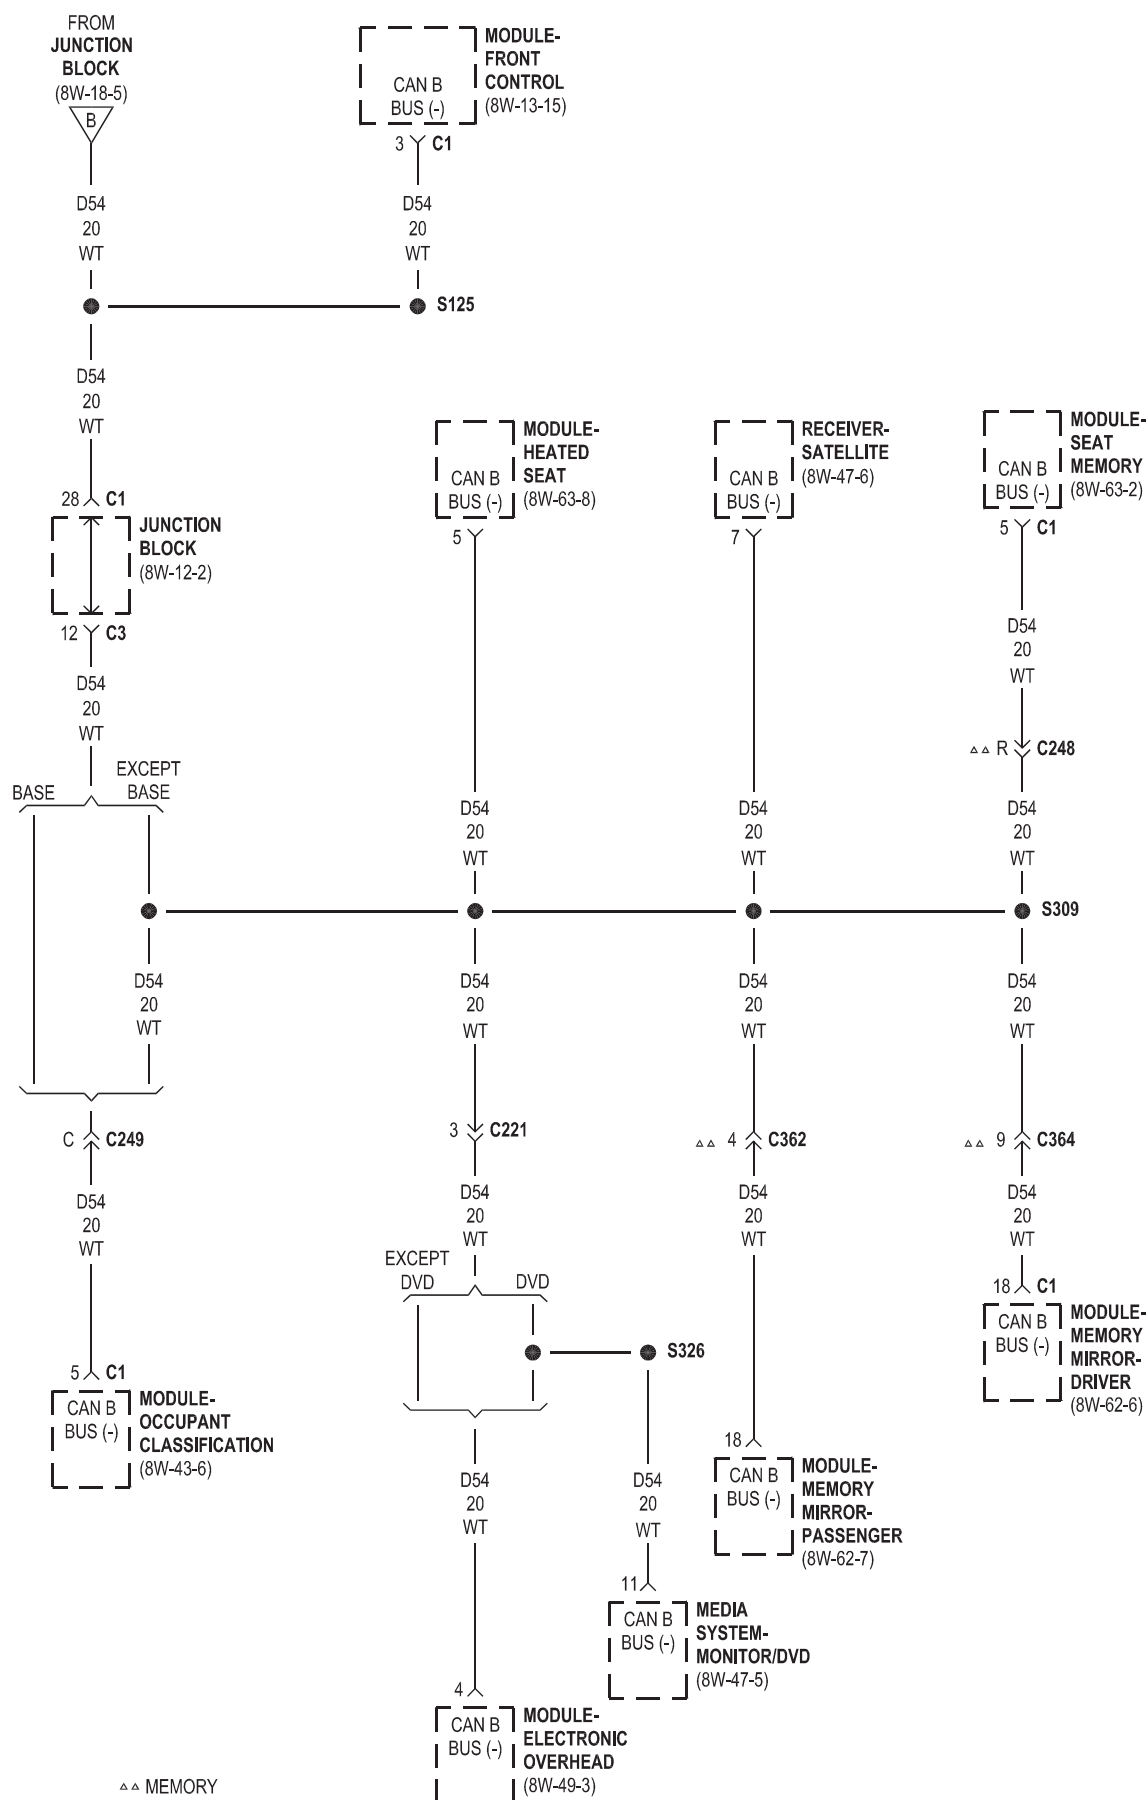 FROM
JUNCTION
BLOCK
(8W-18-5)
B
CAN B
BUS (-)
MODULE-
FRONT
CONTROL
(8W-13-15)
3 C1
D54
20
WT
D54
20
WT
S125
D54
20
WT
28 C1
JUNCTION
BLOCK
(8W-12-2)
12 C3
D54
20
WT
CAN B
BUS (-)
MODULE-
HEATED
SEAT
(8W-63-8)
5
CAN B
BUS (-)
RECEIVER-
SATELLITE
(8W-47-6)
7
CAN B
BUS (-)
MODULE-
SEAT
MEMORY
(8W-63-2)
5 C1
D54
20
WT
△△ R C248
BASE
EXCEPT
BASE
D54
20
WT
D54
20
WT
D54
20
WT
S309
D54
20
WT
D54
20
WT
D54
20
WT
D54
20
WT
C C249
3 C221
△△ 4 C362
△△ 9 C364
D54
20
WT
D54
20
WT
D54
20
WT
D54
20
WT
EXCEPT
DVD
DVD
S326
18 C1
CAN B
BUS (-)
MODULE-
MEMORY
MIRROR-
DRIVER
(8W-62-6)
5 C1
CAN B
BUS (-)
MODULE-
OCCUPANT
CLASSIFICATION
(8W-43-6)
D54
20
WT
D54
20
WT
18
CAN B
BUS (-)
MODULE-
MEMORY
MIRROR-
PASSENGER
(8W-62-7)
11
CAN B
BUS (-)
MEDIA
SYSTEM-
MONITOR/DVD
(8W-47-5)
4
CAN B
BUS (-)
MODULE-
ELECTRONIC
OVERHEAD
(8W-49-3)
△△ MEMORY